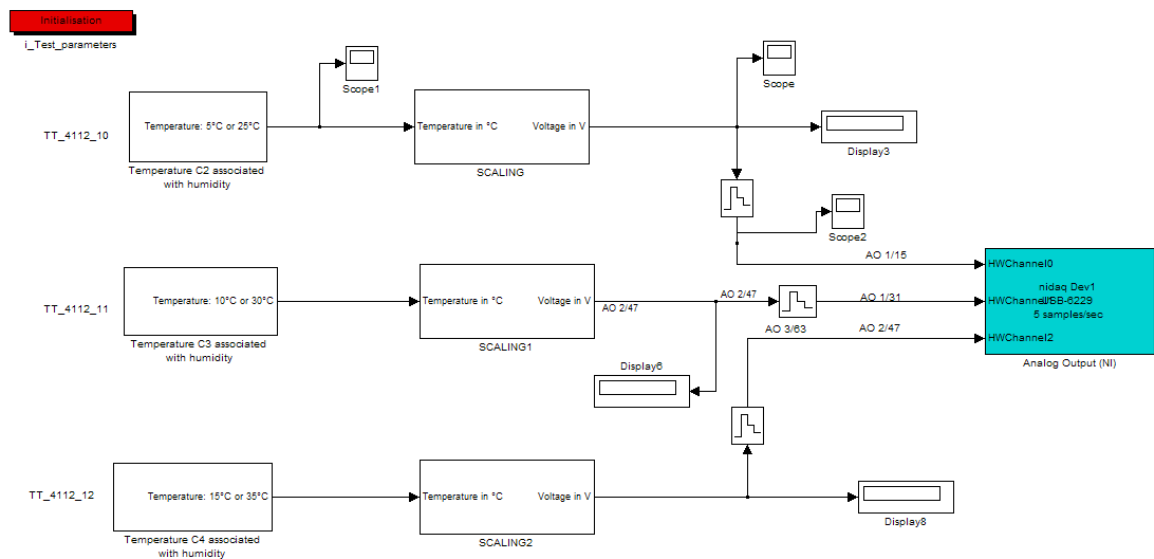 Initialisation
i_Test_parameters
Scope1
Scope
TT_4112_10
Temperature: 5°C or 25°C
Temperature C2 associated
with humidity
Temperature in °C
Voltage in V
SCALING
Display3
Scope2
AO 1/15
TT_4112_11
Temperature: 10°C or 30°C
Temperature C3 associated
with humidity
Temperature in °C
Voltage in V
SCALING1
AO 2/47
AO 2/47
AO 1/31
AO 3/63
AO 2/47
Display6
HWChannel0
nidaq Dev1
HWChannel1
USB-6229
5 samples/sec
HWChannel2
Analog Output (NI)
TT_4112_12
Temperature: 15°C or 35°C
Temperature C4 associated
with humidity
Temperature in °C
Voltage in V
SCALING2
Display8